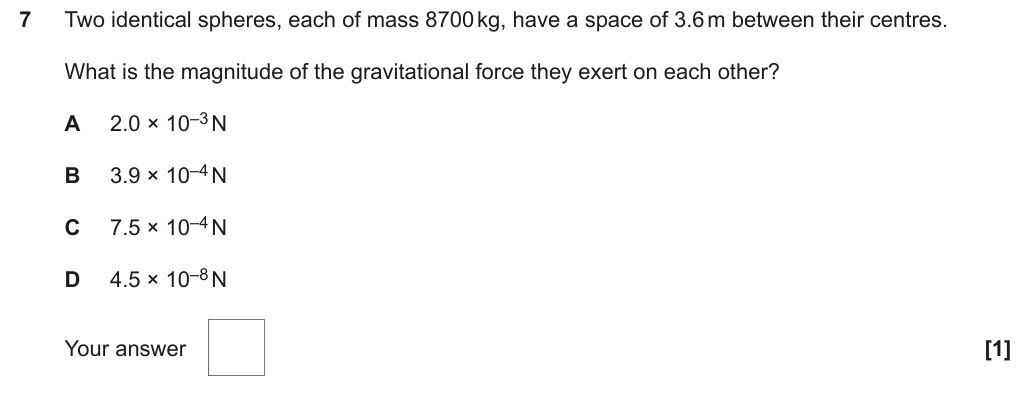 7 Two identical spheres, each of mass 8700 kg, have a space of 3.6 m between their centres.
What is the magnitude of the gravitational force they exert on each other?
A 2.0 × 10⁻³ N
B 3.9 × 10⁻⁴ N
C 7.5 × 10⁻⁴ N
D 4.5 × 10⁻⁸ N
Your answer [1]